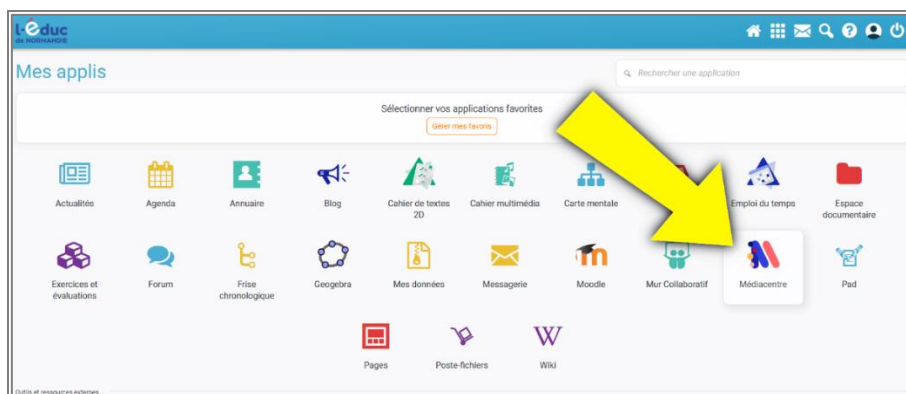 l-éduc
de NORMANDIE
Mes applis
Rechercher une application
Sélectionner vos applications favorites
Gérer mes favoris
Actualités
Agenda
Annuaire
Blog
Cahier de textes
2D
Cahier multimédia
Carte mentale
Emploi du temps
Espace
documentaire
Exercices et
évaluations
Forum
Frise
chronologique
Geogebra
Mes données
Messagerie
Moodle
Mur Collaboratif
Médiacentre
Pad
Pages
Poste-fichiers
Wiki
Outils et ressources externes